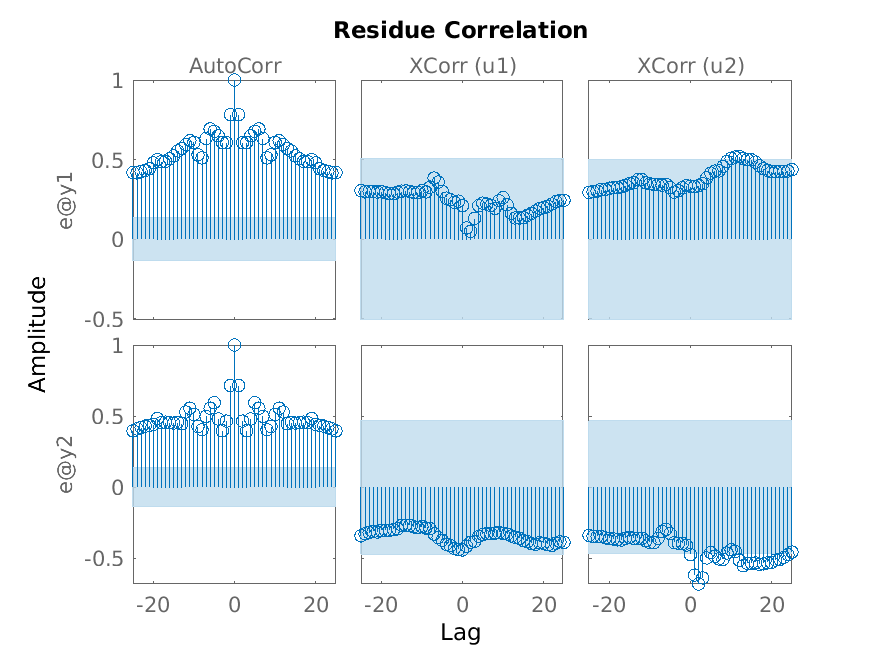 Residue Correlation
AutoCorr
XCorr (u1)
XCorr (u2)
1
0.5
0
-0.5
e@y1
Amplitude
1
0.5
0
-0.5
e@y2
-20 0 20
-20 0 20
-20 0 20
Lag